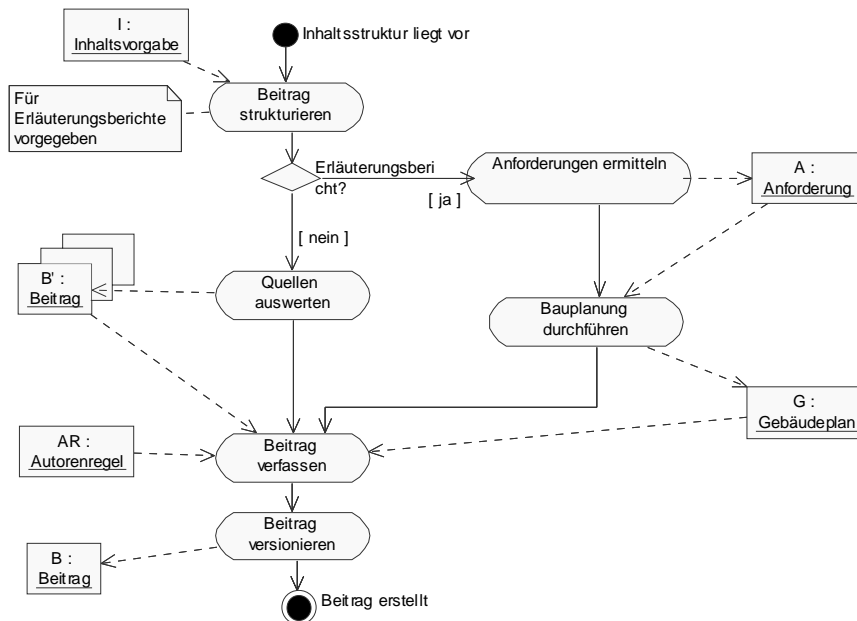 I :
Inhaltsvorgabe
Inhaltsstruktur liegt vor
Für
Erläuterungsberichte
vorgegeben
Beitrag
strukturieren
Erläuterungsberi
cht?
[ ja ]
[ nein ]
Anforderungen ermitteln
A :
Anforderung
B' :
Beitrag
Quellen
auswerten
Bauplanung
durchführen
G :
Gebäudeplan
AR :
Autorenregel
Beitrag
verfassen
Beitrag
versionieren
B :
Beitrag
Beitrag erstellt